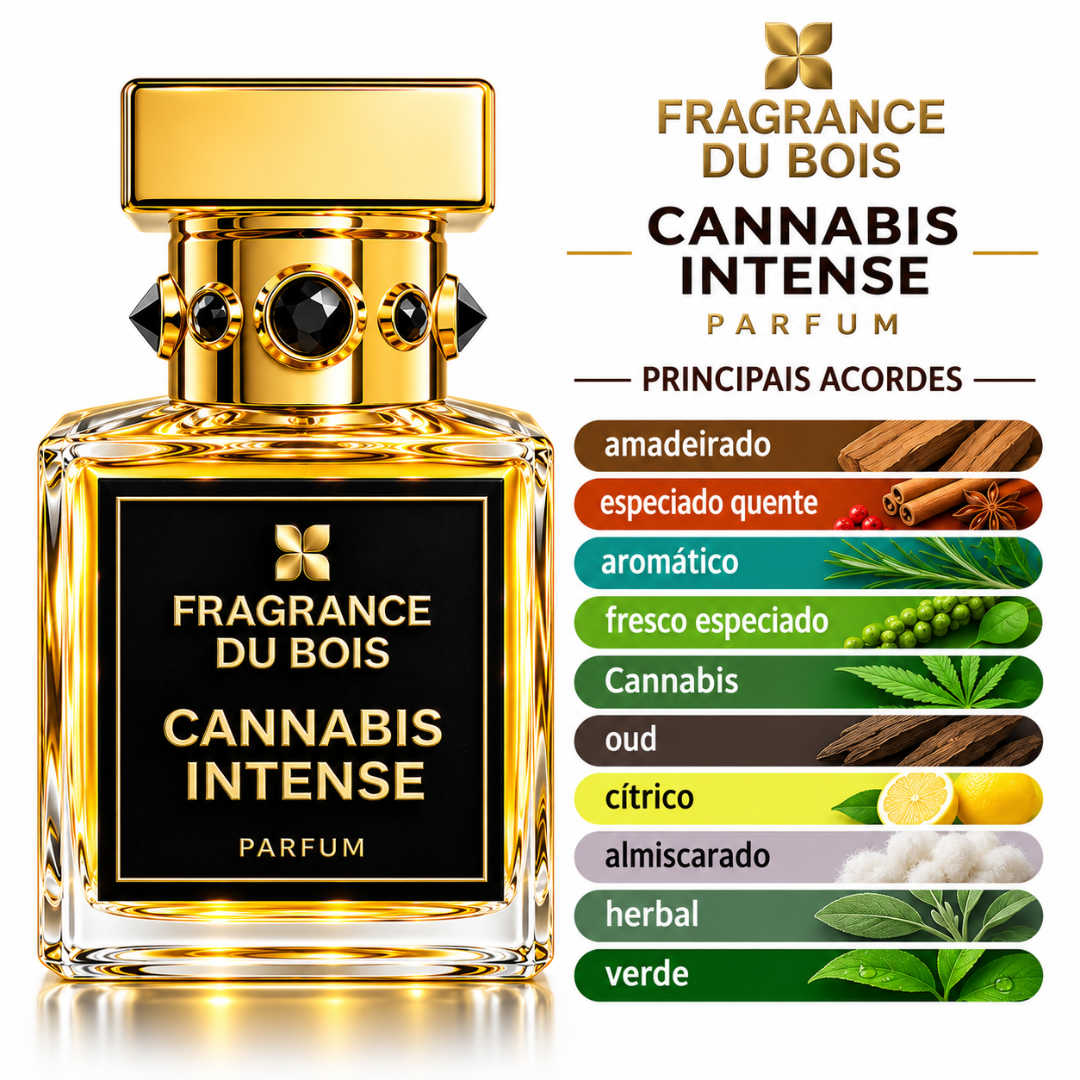 FRAGRANCE
DU BOIS
CANNABIS
INTENSE
PARFUM
FRAGRANCE
DU BOIS
CANNABIS
INTENSE
PARFUM
PRINCIPAIS ACORDES
amadeirado
especiado quente
aromático
fresco especiado
Cannabis
oud
cítrico
almiscarado
herbal
verde